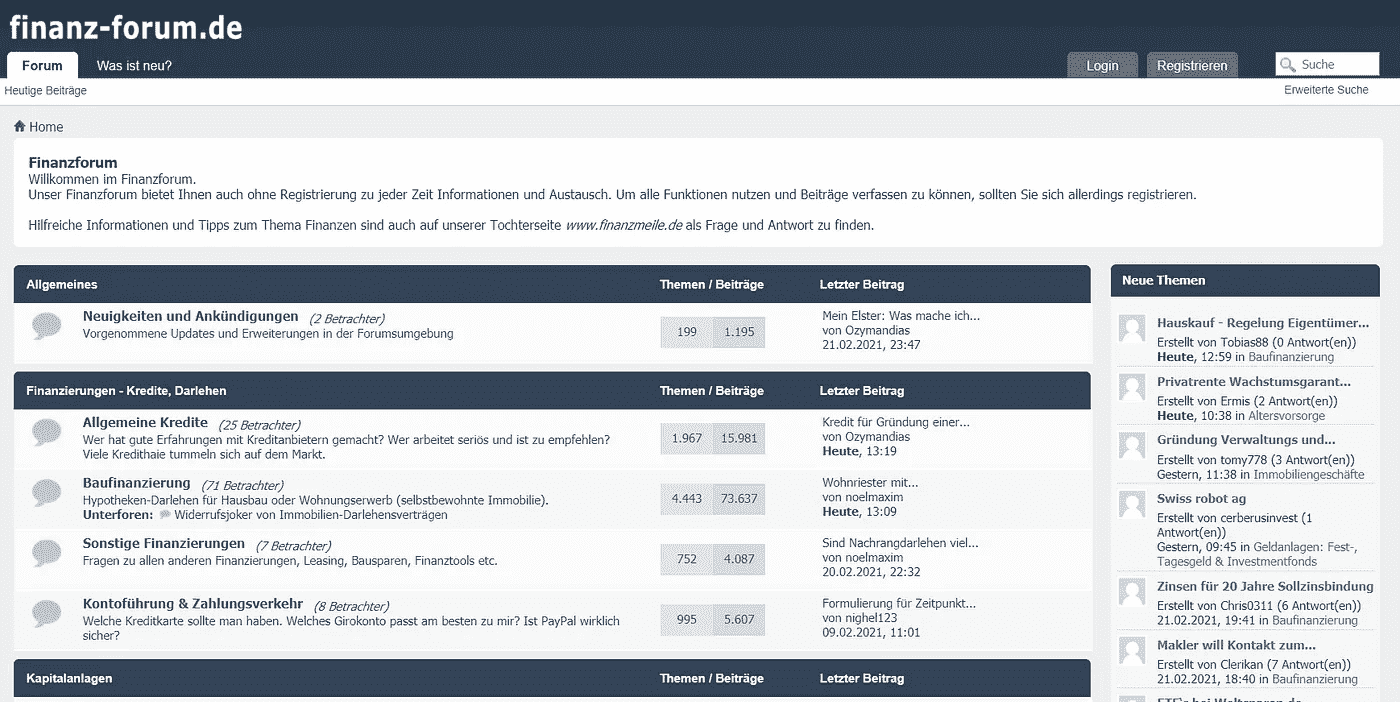 finanz-forum.de
Forum
Was ist neu?
Login
Registrieren
Suche
Heutige Beiträge
Erweiterte Suche
Home
Finanzforum
Willkommen im Finanzforum.
Unser Finanzforum bietet Ihnen auch ohne Registrierung zu jeder Zeit Informationen und Austausch. Um alle Funktionen nutzen und Beiträge verfassen zu können, sollten Sie sich allerdings registrieren.
Hilfreiche Informationen und Tipps zum Thema Finanzen sind auch auf unserer Tochterseite www.finanzmeile.de als Frage und Antwort zu finden.
Allgemeines Themen / Beiträge Letzter Beitrag
Neuigkeiten und Ankündigungen (2 Betrachter)
Vorgenommene Updates und Erweiterungen in der Forumsumgebung
199 1.195
Mein Elster: Was mache ich...
von Ozymandias
21.02.2021, 23:47
Finanzierungen - Kredite, Darlehen Themen / Beiträge Letzter Beitrag
Allgemeine Kredite (25 Betrachter)
Wer hat gute Erfahrungen mit Kreditanbietern gemacht? Wer arbeitet seriös und ist zu empfehlen?
Viele Kredithaie tummeln sich auf dem Markt.
1.967 15.981
Kredit für Gründung einer...
von Ozymandias
Heute, 13:19
Baufinanzierung (71 Betrachter)
Hypotheken-Darlehen für Hausbau oder Wohnungserwerb (selbstbewohnte Immobilie).
Unterforen: Widerrufsjoker von Immobilien-Darlehensverträgen
4.443 73.637
Wohnriester mit...
von noelmaxim
Heute, 13:09
Sonstige Finanzierungen (7 Betrachter)
Fragen zu allen anderen Finanzierungen, Leasing, Bausparen, Finanztools etc.
752 4.087
Sind Nachrangdarlehen viel...
von noelmaxim
20.02.2021, 22:32
Kontoführung & Zahlungsverkehr (8 Betrachter)
Welche Kreditkarte sollte man haben. Welches Girokonto passt am besten zu mir? Ist PayPal wirklich
sicher?
995 5.607
Formulierung für Zeitpunkt...
von nighel123
09.02.2021, 11:01
Kapitalanlagen Themen / Beiträge Letzter Beitrag
Neue Themen
Hauskauf - Regelung Eigentümer...
Erstellt von Tobias88 (0 Antwort(en))
Heute, 12:59 in Baufinanzierung
Privatrente Wachstumsgarant...
Erstellt von Ermis (2 Antwort(en))
Heute, 10:38 in Altersvorsorge
Gründung Verwaltungs und...
Erstellt von tomy778 (3 Antwort(en))
Gestern, 11:38 in Immobiliengeschäfte
Swiss robot ag
Erstellt von cerberusinvest (1
Antwort(en))
Gestern, 09:45 in Geldanlagen: Fest-,
Tagesgeld & Investmentfonds
Zinsen für 20 Jahre Sollzinsbindung
Erstellt von Chris0311 (6 Antwort(en))
21.02.2021, 19:41 in Baufinanzierung
Makler will Kontakt zum...
Erstellt von Clerikan (7 Antwort(en))
21.02.2021, 18:40 in Baufinanzierung